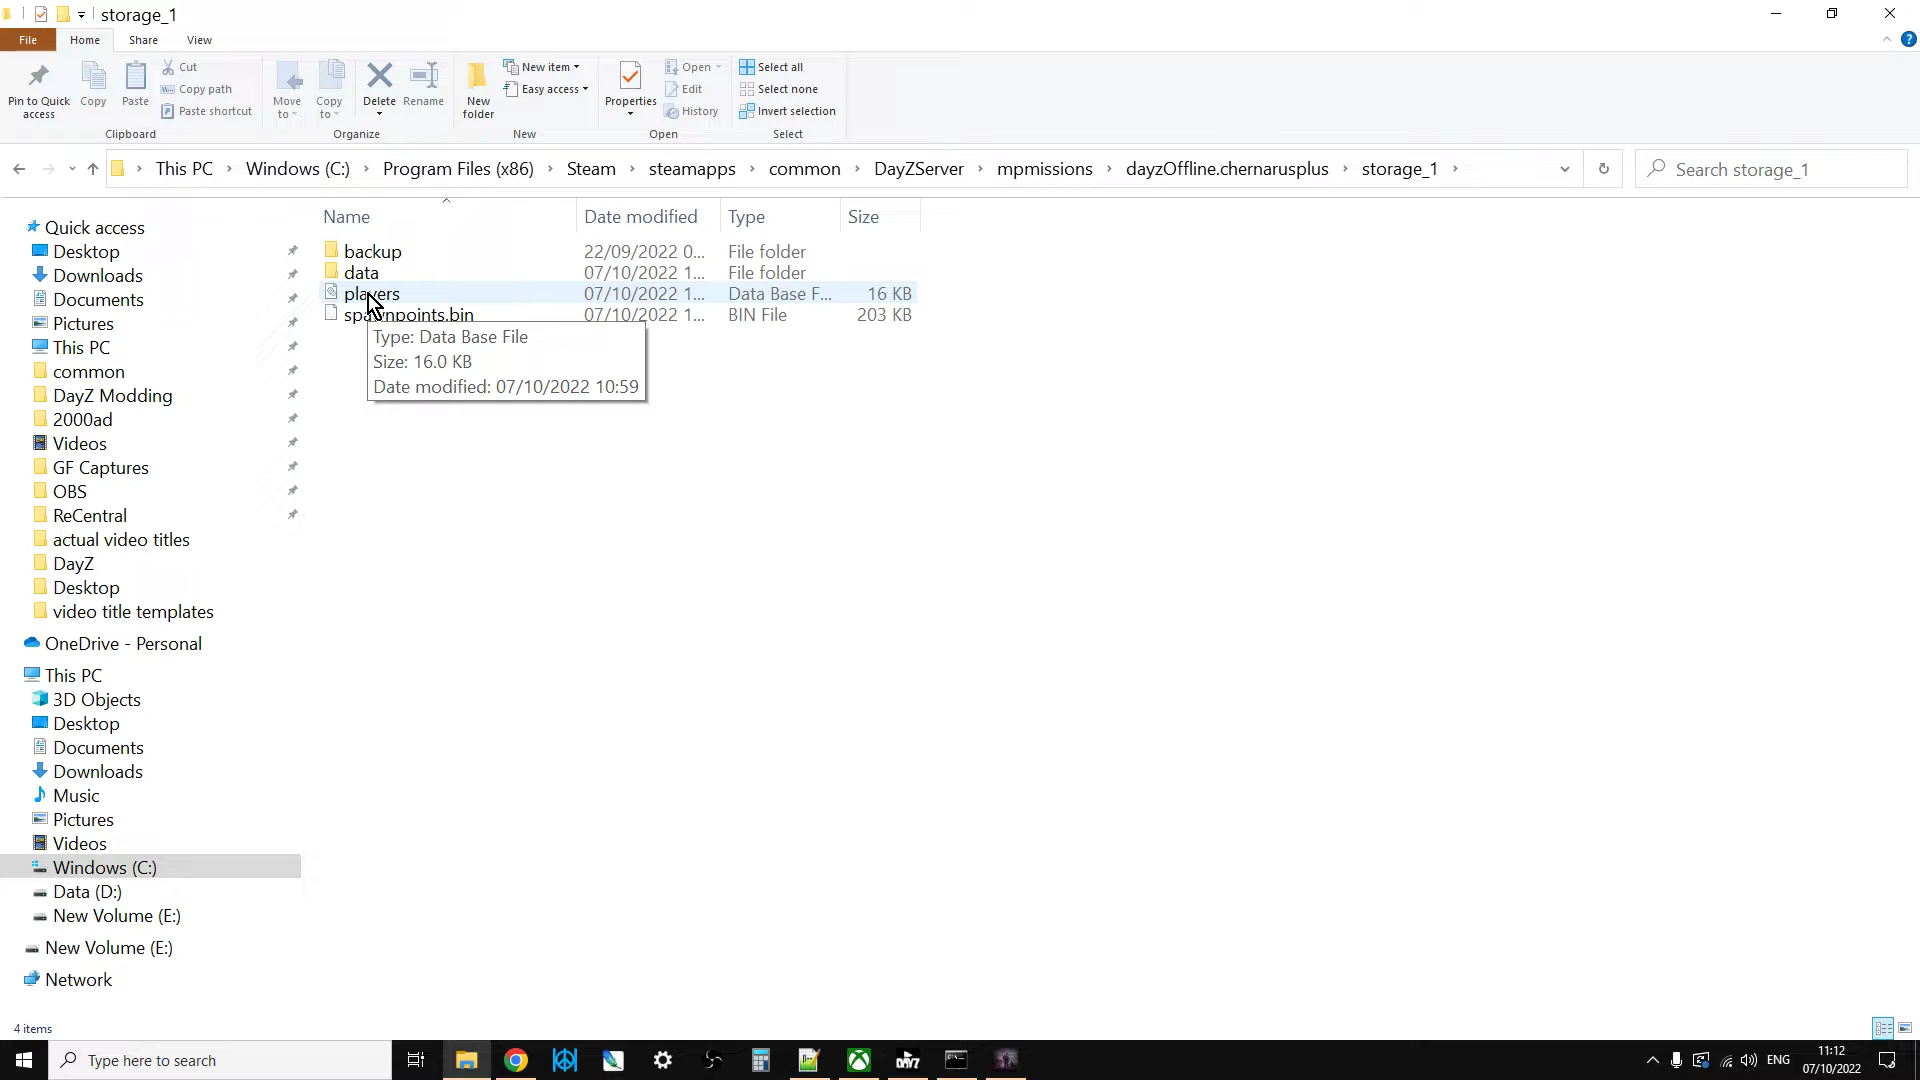 storage_1
File Home Share View
Pin to Quick access
Copy
Paste
Cut
Copy path
Paste shortcut
Clipboard
Move to
Copy to
Delete
Rename
Organize
New folder
New item
Easy access
New
Properties
Open
Edit
History
Open
Select all
Select none
Invert selection
Select
This PC > Windows (C:) > Program Files (x86) > Steam > steamapps > common > DayZServer > mpmissions > dayzOffline.chernarusplus > storage_1 >
Search storage_1
Name Date modified Type Size
backup 22/09/2022 0... File folder
data 07/10/2022 1... File folder
players 07/10/2022 1... Data Base F... 16 KB
spawnpoints.bin 07/10/2022 1... BIN File 203 KB
Type: Data Base File
Size: 16.0 KB
Date modified: 07/10/2022 10:59
Quick access
Desktop
Downloads
Documents
Pictures
This PC
common
DayZ Modding
2000ad
Videos
GF Captures
OBS
ReCentral
actual video titles
DayZ
Desktop
video title templates
OneDrive - Personal
This PC
3D Objects
Desktop
Documents
Downloads
Music
Pictures
Videos
Windows (C:)
Data (D:)
New Volume (E:)
New Volume (E:)
Network
4 items
Type here to search
DAYZ
ENG
11:12
07/10/2022